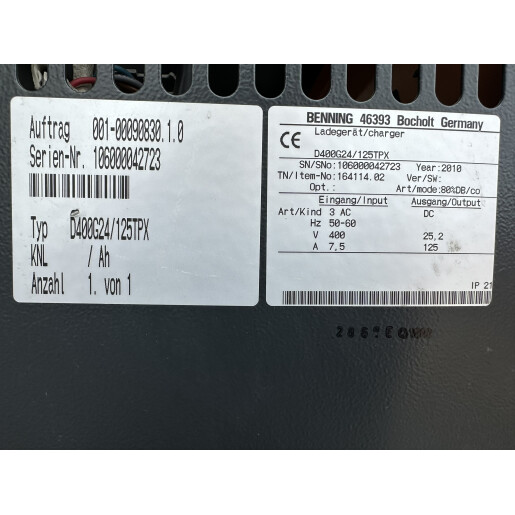 Auftrag 001-00090830.1.0
Serien-Nr. 106000042723
Typ D400G24/125TPX
KNL / Ah
Anzahl 1. von 1
BENNING 46393 Bocholt Germany
CE Ladegerät/charger
D400G24/125TPX
SN/SNo:106000042723 Year:2010
TN/Item-No:164114.02 Ver/SW:
Opt.: Art/mode:80%DB/co
Eingang/Input Ausgang/Output
Art/Kind 3 AC DC
Hz 50-60
V 400 25,2
A 7,5 125
IP 21